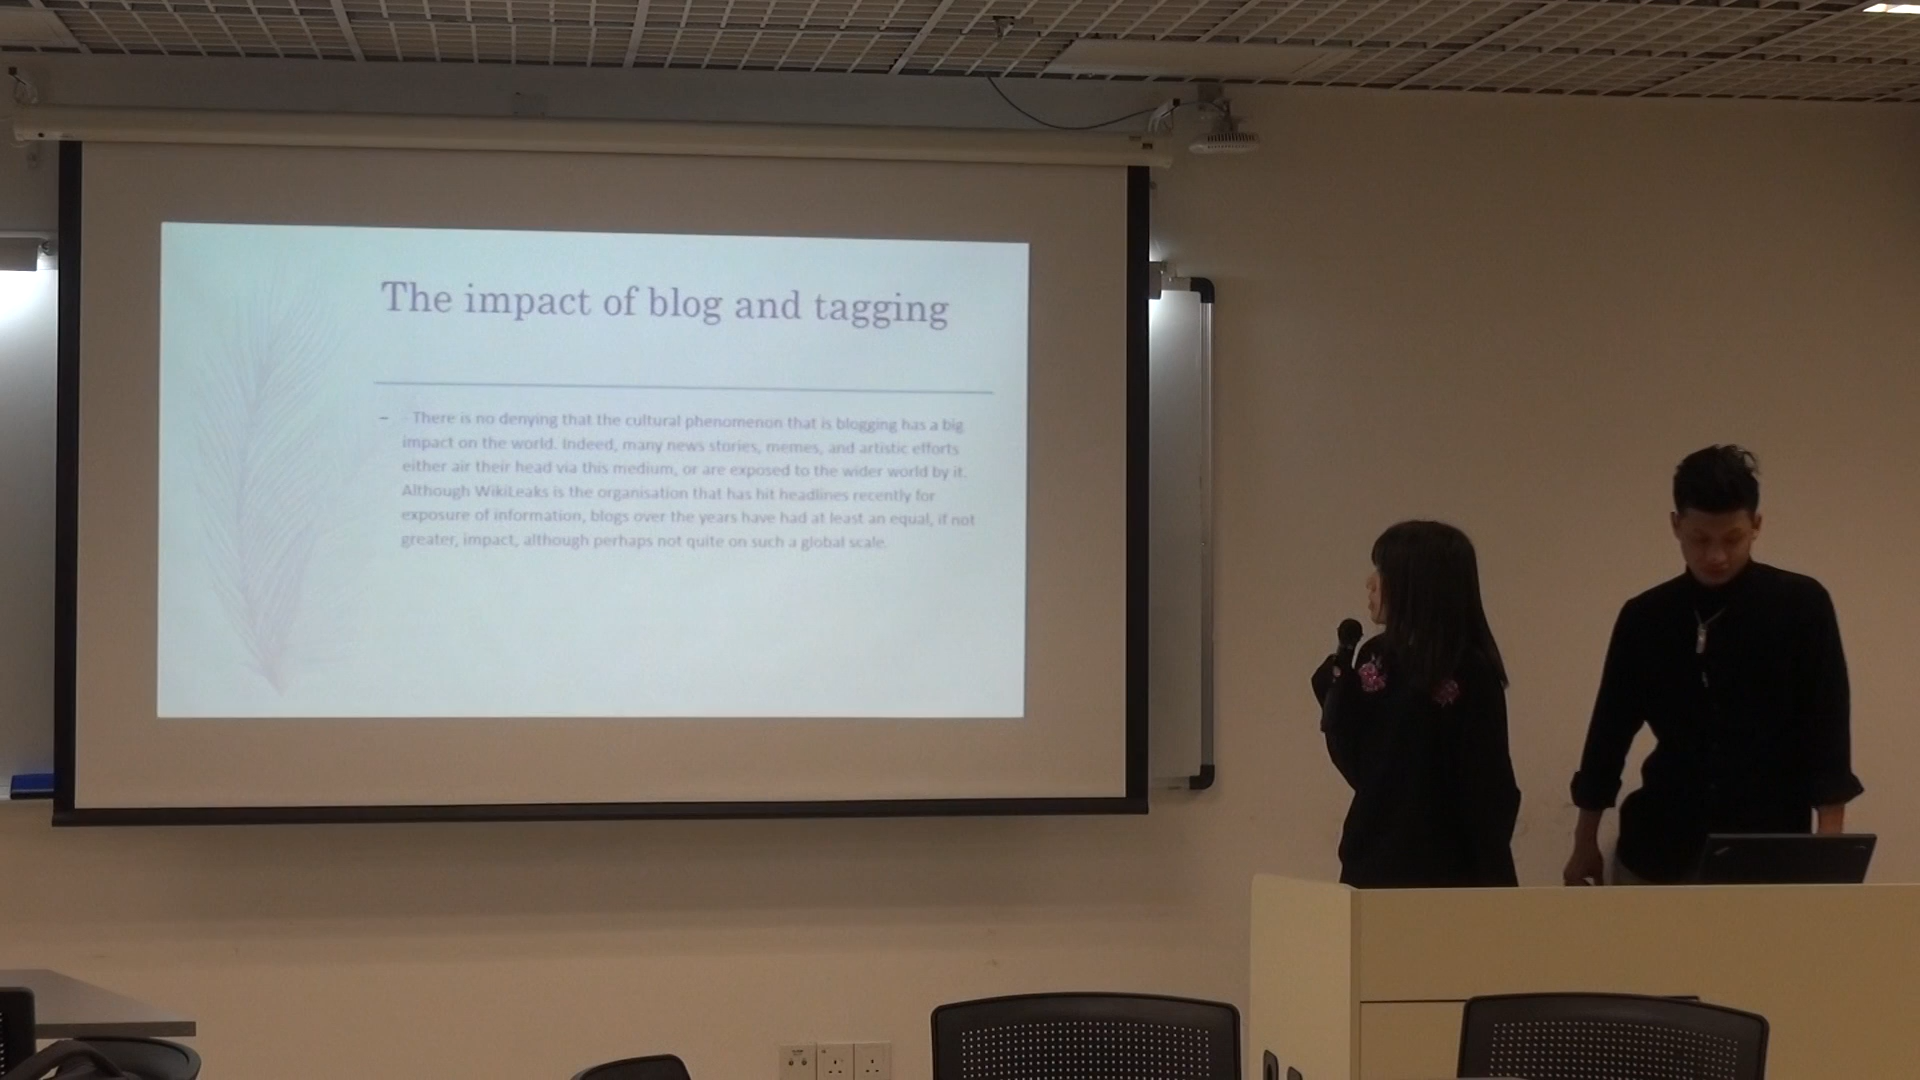 The impact of blog and tagging
– There is no denying that the cultural phenomenon that is blogging has a big
impact on the world. Indeed, many news stories, memes, and artistic efforts
either air their head via this medium, or are exposed to the wider world by it.
Although WikiLeaks is the organisation that has hit headlines recently for
exposure of information, blogs over the years have had at least an equal, if not
greater, impact, although perhaps not quite on such a global scale.